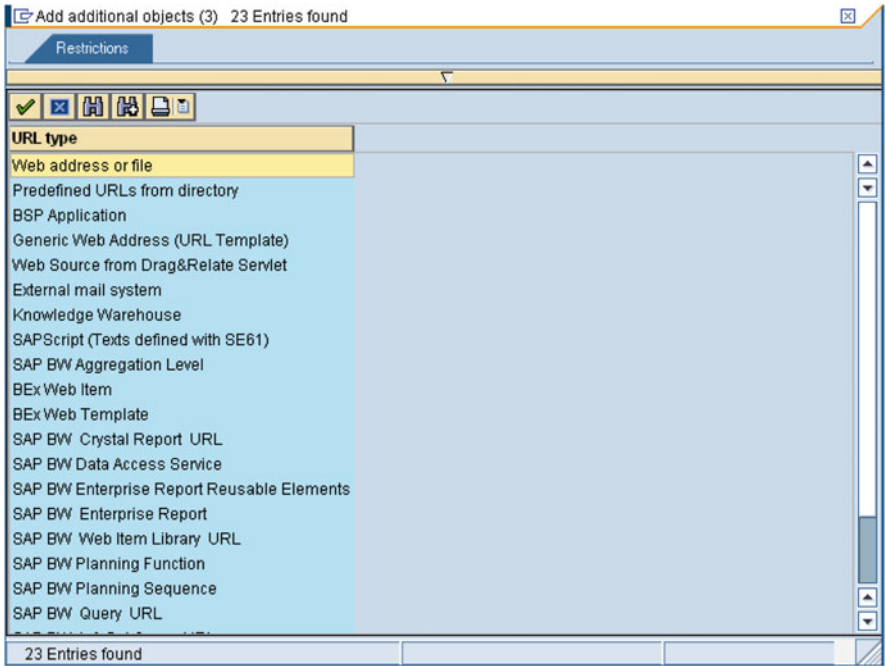 Add additional objects (3) 23 Entries found
Restrictions
URL type
Web address or file
Predefined URLs from directory
BSP Application
Generic Web Address (URL Template)
Web Source from Drag&Relate Servlet
External mail system
Knowledge Warehouse
SAPScript (Texts defined with SE61)
SAP BW Aggregation Level
BEx Web Item
BEx Web Template
SAP BW Crystal Report URL
SAP BW Data Access Service
SAP BW Enterprise Report Reusable Elements
SAP BW Enterprise Report
SAP BW Web Item Library URL
SAP BW Planning Function
SAP BW Planning Sequence
SAP BW Query URL
23 Entries found